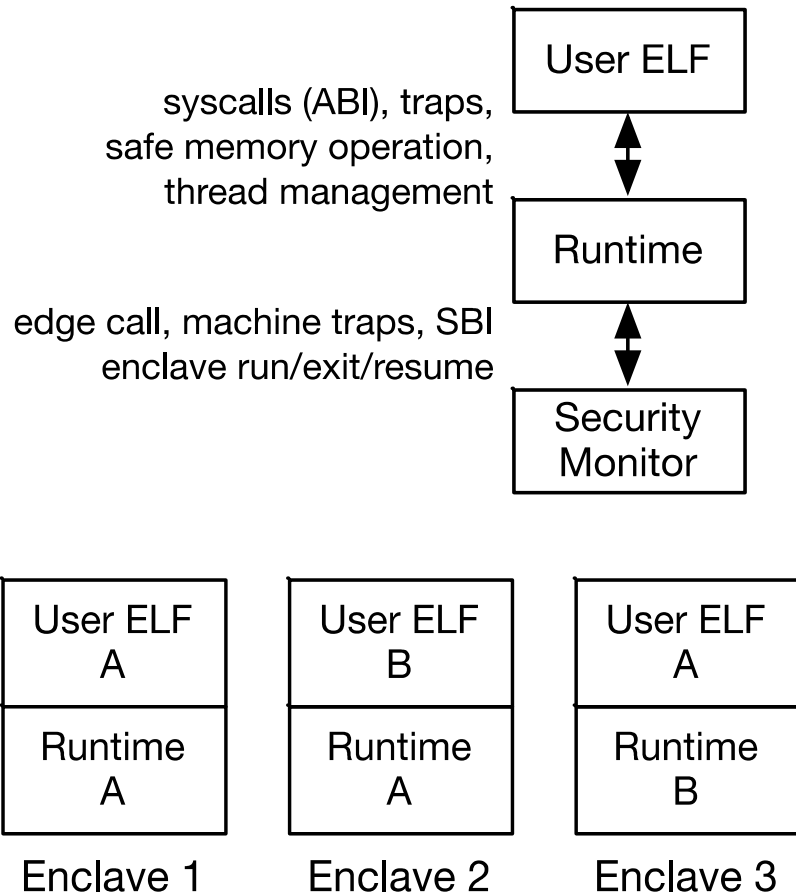 User ELF
syscalls (ABI), traps,
safe memory operation,
thread management
Runtime
edge call, machine traps, SBI
enclave run/exit/resume
Security
Monitor
User ELF
A
Runtime
A
Enclave 1
User ELF
B
Runtime
A
Enclave 2
User ELF
A
Runtime
B
Enclave 3